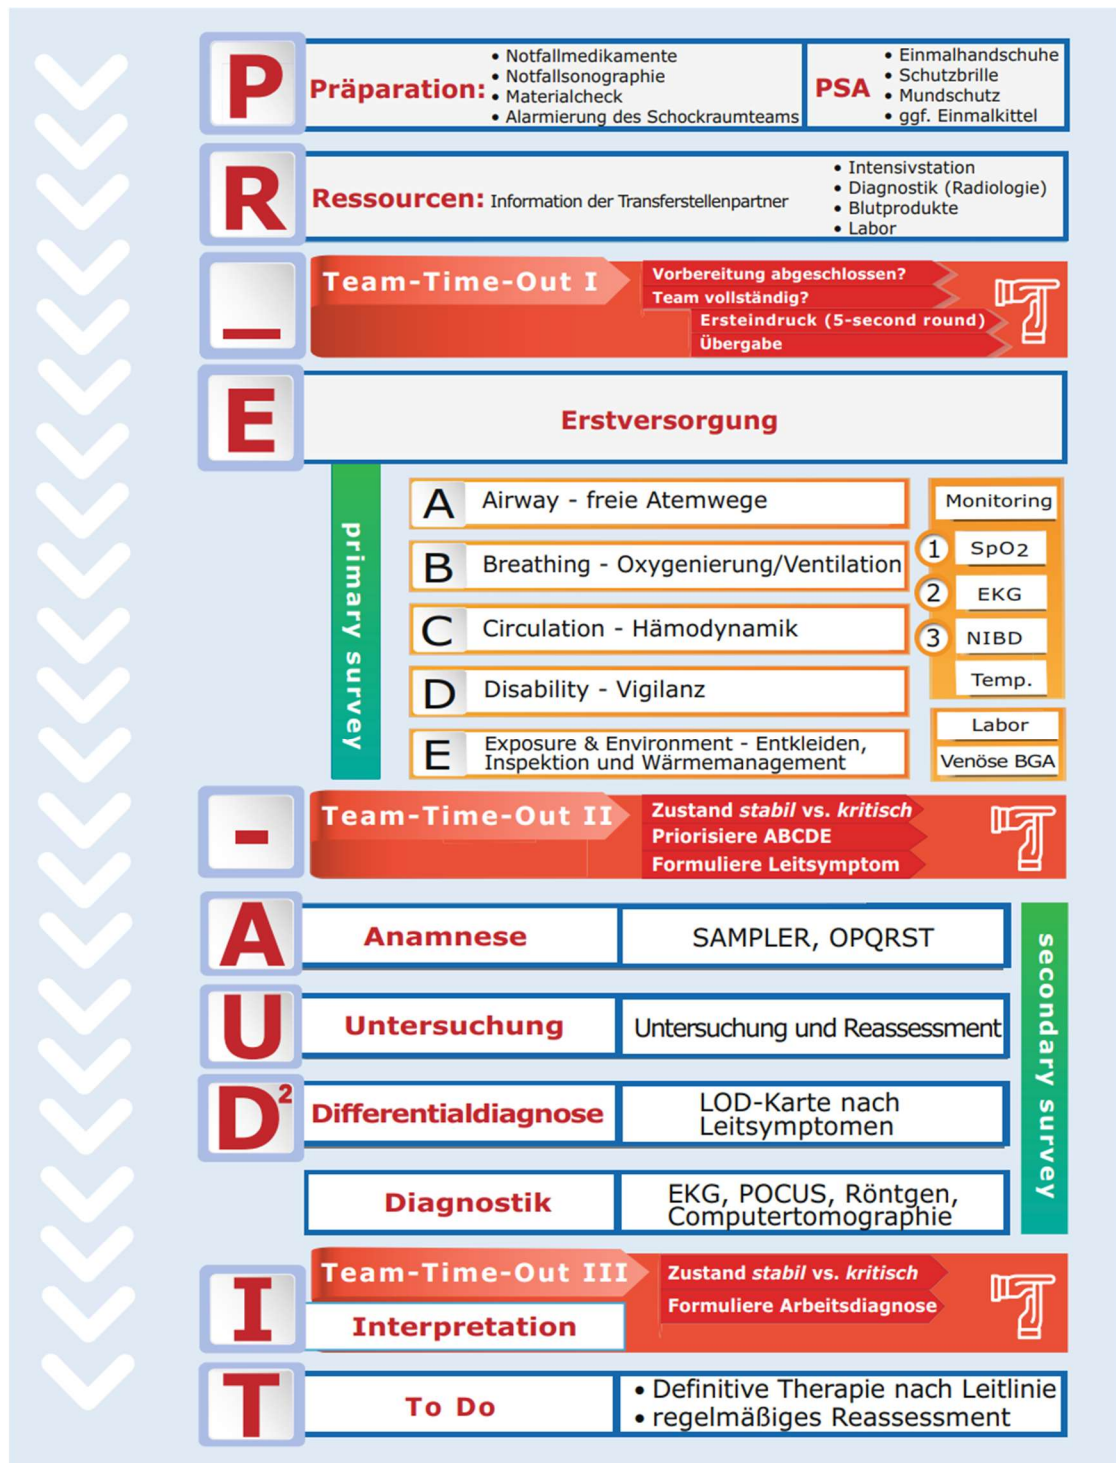 P
Präparation:
• Notfallmedikamente
• Notfallsonographie
• Materialcheck
• Alarmierung des Schockraumteams
PSA
• Einmalhandschuhe
• Schutzbrille
• Mundschutz
• ggf. Einmalkittel
R
Ressourcen: Information der Transferstellenpartner
• Intensivstation
• Diagnostik (Radiologie)
• Blutprodukte
• Labor
_
Team-Time-Out I
Vorbereitung abgeschlossen?
Team vollständig?
Ersteindruck (5-second round)
Übergabe
E
Erstversorgung
primary survey
A Airway - freie Atemwege
B Breathing - Oxygenierung/Ventilation
C Circulation - Hämodynamik
D Disability - Vigilanz
E Exposure & Environment - Entkleiden,
Inspektion und Wärmemanagement
Monitoring
1 SpO2
2 EKG
3 NIBD
Temp.
Labor
Venöse BGA
-
Team-Time-Out II
Zustand stabil vs. kritisch
Priorisiere ABCDE
Formuliere Leitsymptom
A
Anamnese
SAMPLER, OPQRST
U
Untersuchung
Untersuchung und Reassessment
D²
Differentialdiagnose
LOD-Karte nach
Leitsymptomen
Diagnostik
EKG, POCUS, Röntgen,
Computertomographie
secondary survey
I
Team-Time-Out III
Interpretation
Zustand stabil vs. kritisch
Formuliere Arbeitsdiagnose
T
To Do
• Definitive Therapie nach Leitlinie
• regelmäßiges Reassessment